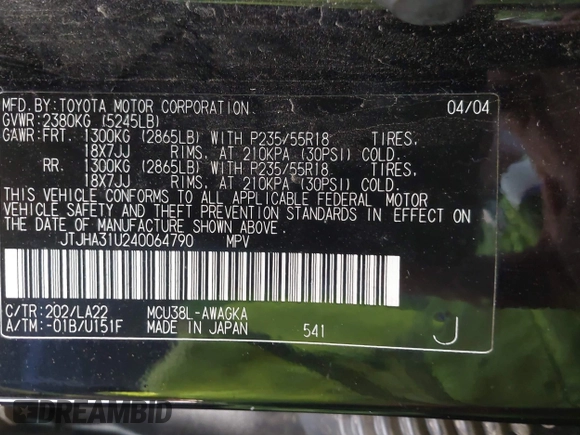 MFD.BY:TOYOTA MOTOR CORPORATION 04/04
GVWR:2380KG (5245LB)
GAWR:FRT. 1300KG (2865LB) WITH P235/55R18 TIRES,
18X7JJ RIMS, AT 210KPA (30PSI) COLD.
RR. 1300KG (2865LB) WITH P235/55R18 TIRES,
18X7JJ RIMS, AT 210KPA (30PSI) COLD.
THIS VEHICLE CONFORMS TO ALL APPLICABLE FEDERAL MOTOR
VEHICLE SAFETY AND THEFT PREVENTION STANDARDS IN EFFECT ON
THE DATE OF MANUFACTURE SHOWN ABOVE.
JTJHA31U240064790 MPV
C/TR:202/LA22 MCU38L-AWAGKA
A/TM:-01B/U151F MADE IN JAPAN 541 J
DREAMBID